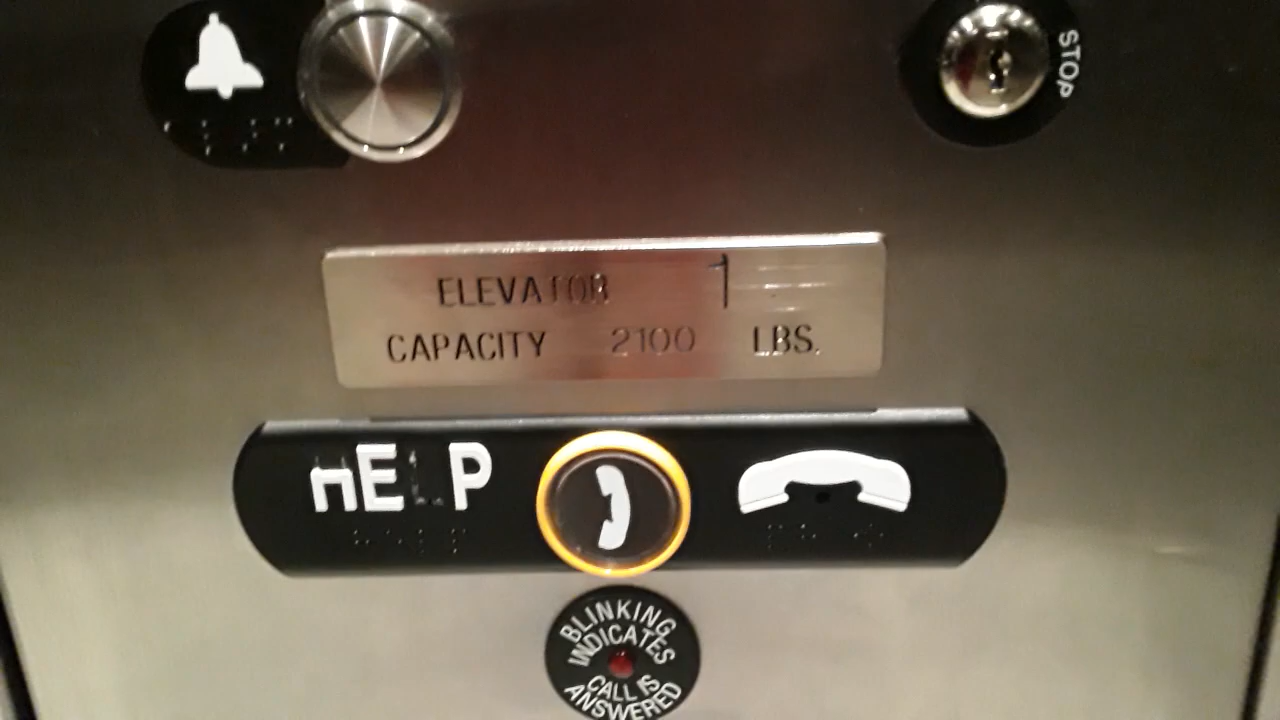 STOP
ELEVATOR 1
CAPACITY 2100 LBS.
HELP
BLINKING
INDICATES
CALL IS
ANSWERED